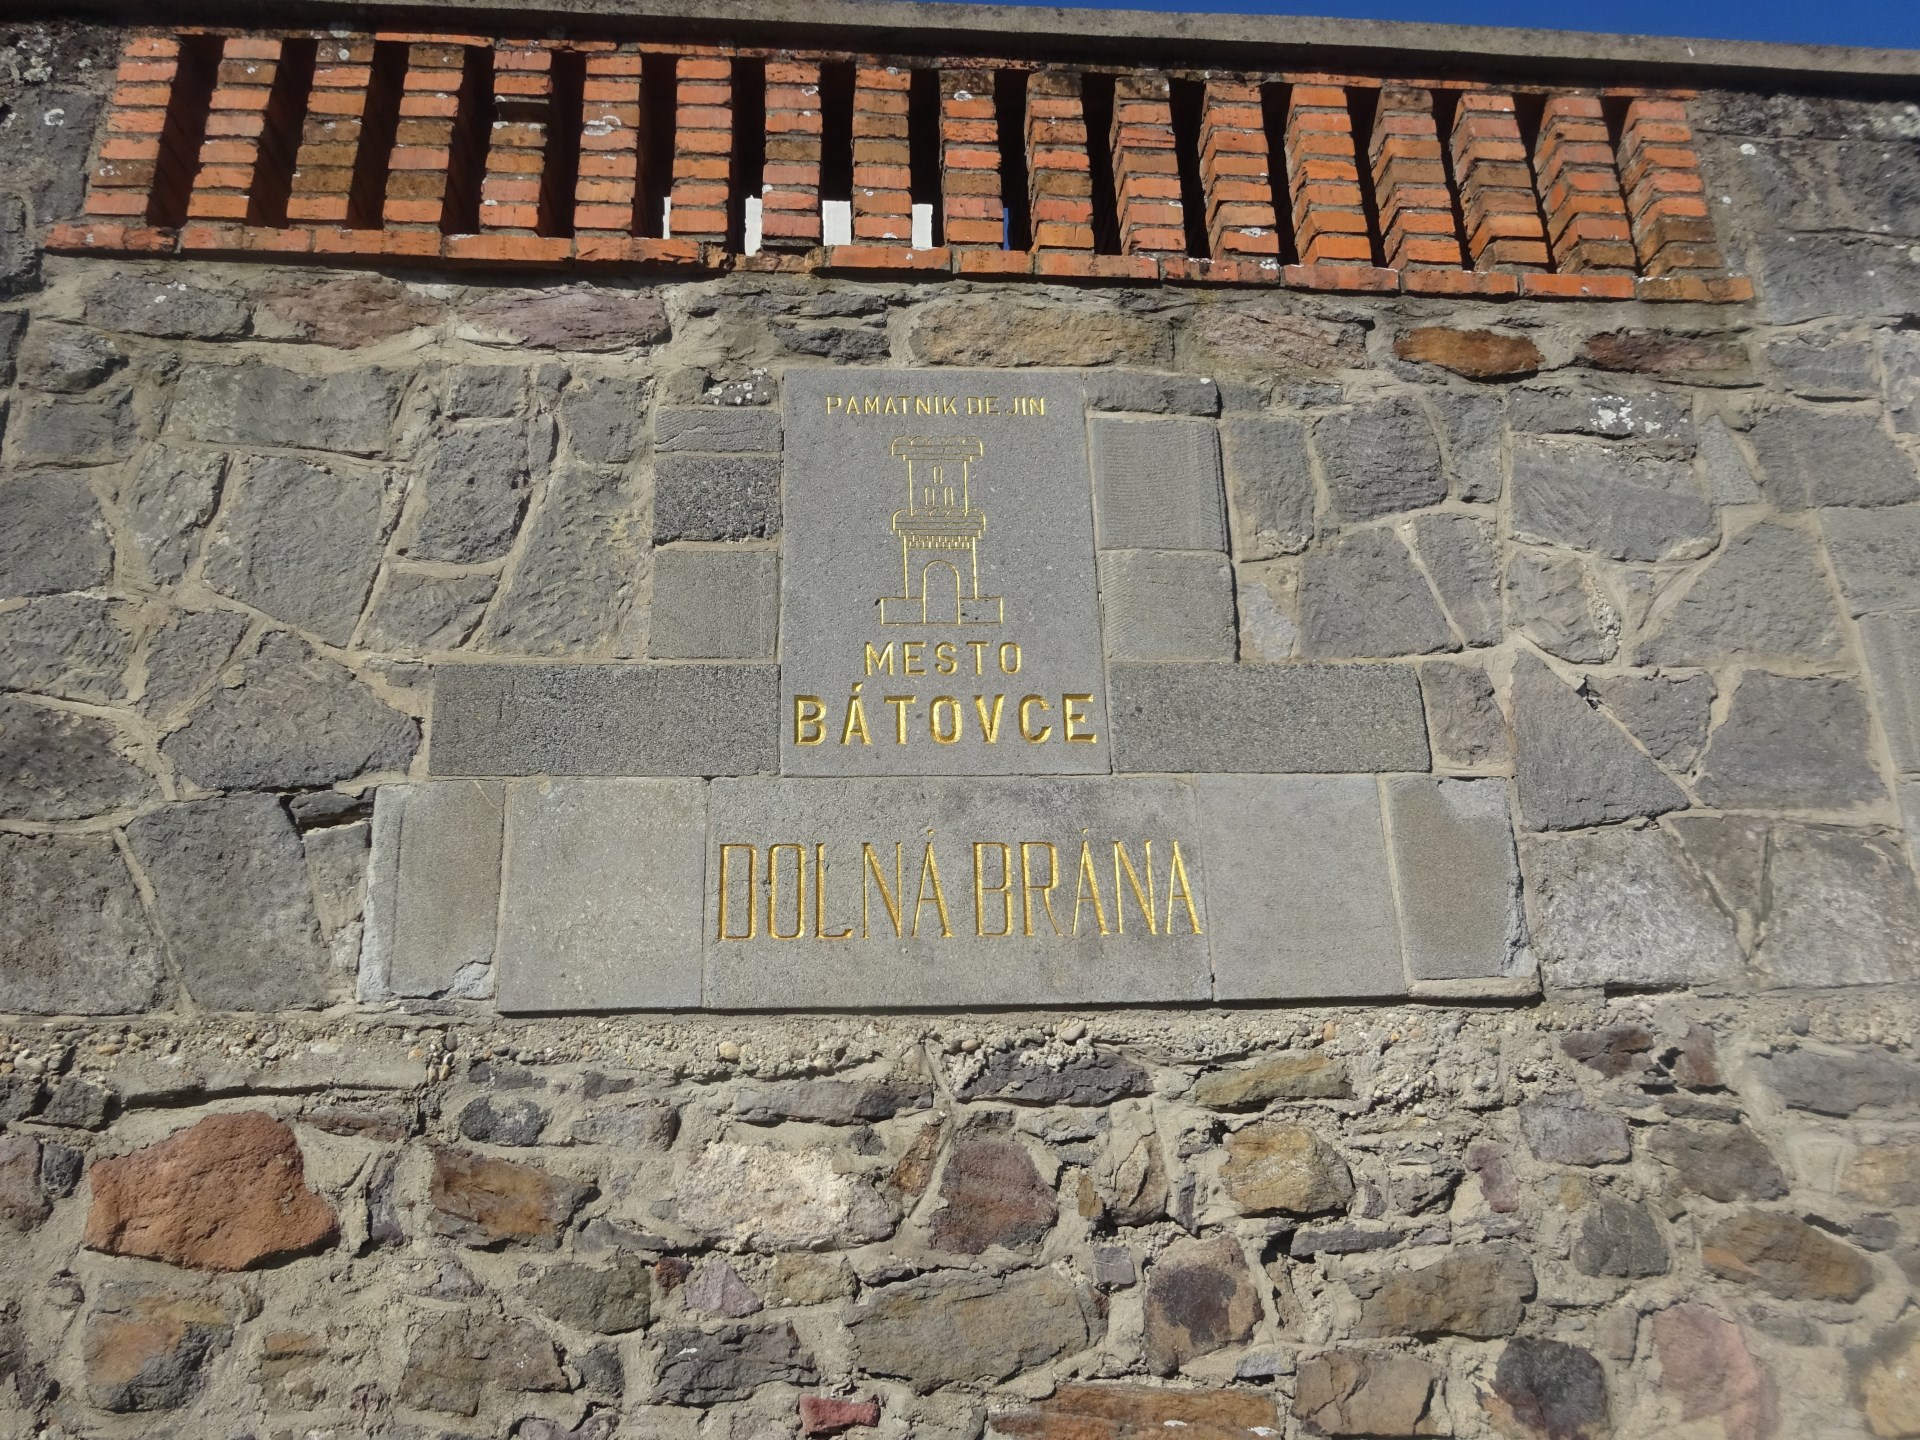 PAMATNIK DEJIN
MESTO
BÁTOVCE
DOLNÁ BRÁNA